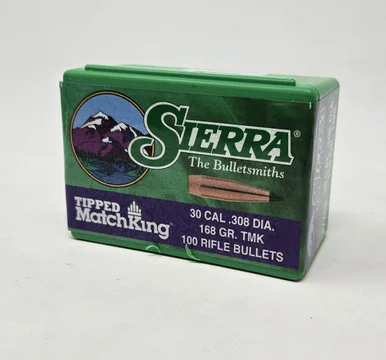 SIERRA®
The Bulletsmiths
TIPPED
MatchKing
30 CAL .308 DIA.
168 GR. TMK
100 RIFLE BULLETS